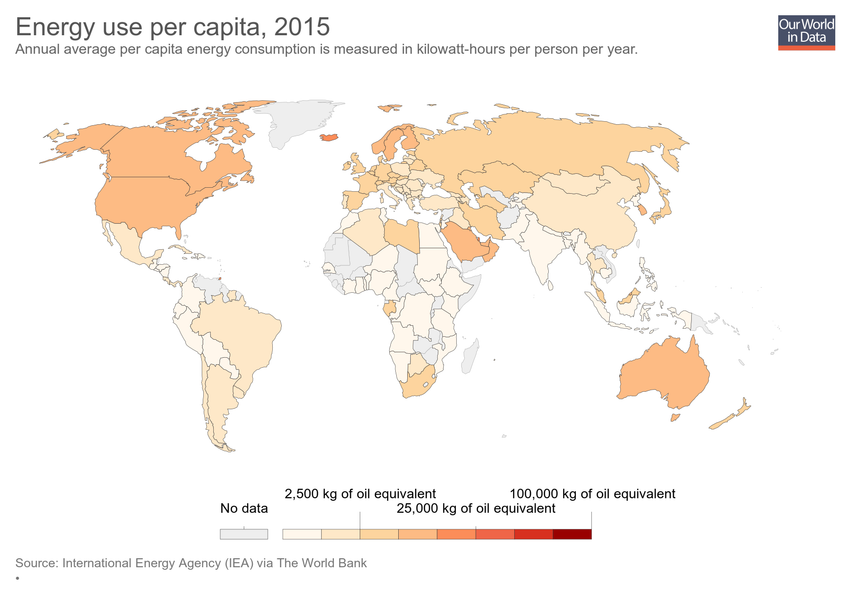 Energy use per capita, 2015
Our World
in Data
Annual average per capita energy consumption is measured in kilowatt-hours per person per year.
2,500 kg of oil equivalent
100,000 kg of oil equivalent
No data
25,000 kg of oil equivalent
Source: International Energy Agency (IEA) via The World Bank
•